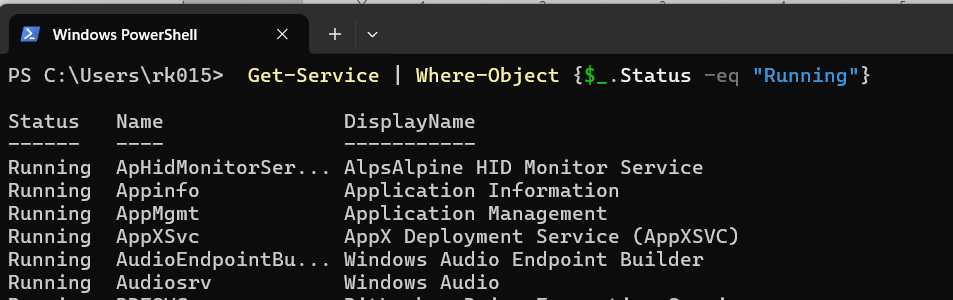 Windows PowerShell
PS C:\Users\rk015>  Get-Service | Where-Object {$_.Status -eq "Running"}
Status   Name               DisplayName
------   ----               -----------
Running  ApHidMonitorSer... AlpsAlpine HID Monitor Service
Running  Appinfo            Application Information
Running  AppMgmt            Application Management
Running  AppXSvc            AppX Deployment Service (AppXSVC)
Running  AudioEndpointBu... Windows Audio Endpoint Builder
Running  Audiosrv           Windows Audio